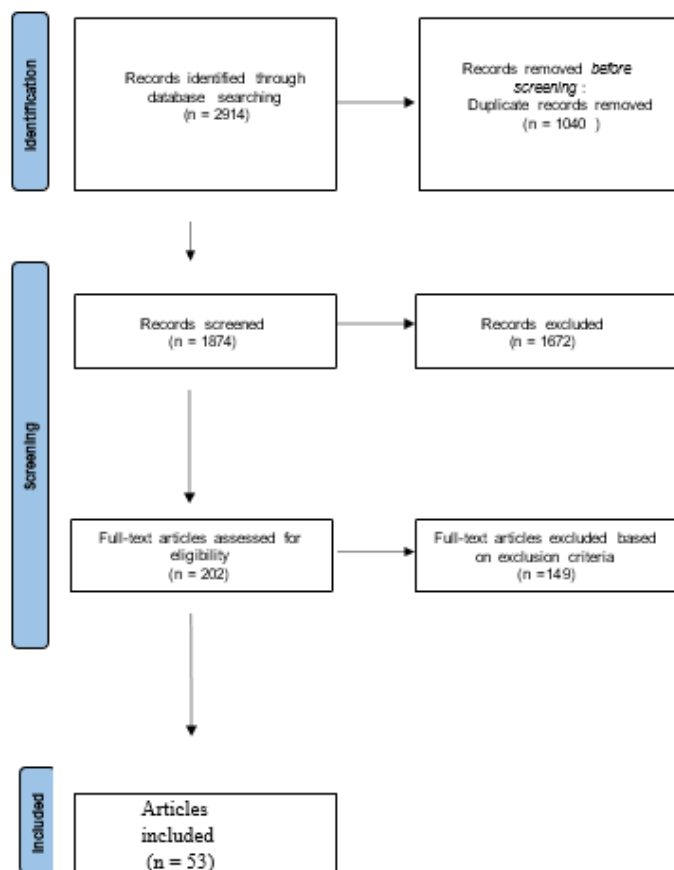 Identification
Records identified through
database searching
(n = 2914)
Records removed before
screening :
Duplicate records removed
(n = 1040 )
Screening
Records screened
(n = 1874)
Records excluded
(n = 1672)
Full-text articles assessed for
eligibility
(n = 202)
Full-text articles excluded based
on exclusion criteria
(n =149)
Included
Articles
included
(n = 53)